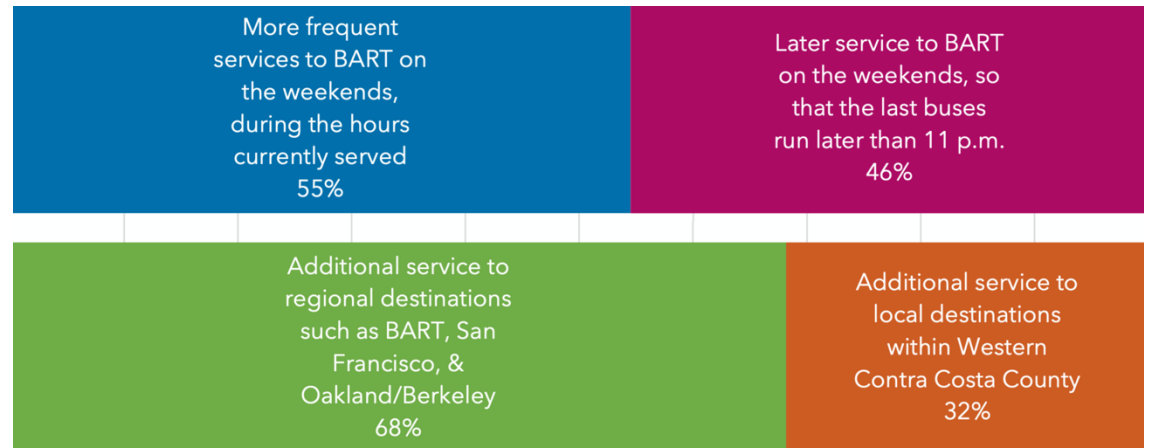 More frequent
services to BART on
the weekends,
during the hours
currently served
55%
Later service to BART
on the weekends, so
that the last buses
run later than 11 p.m.
46%
Additional service to
regional destinations
such as BART, San
Francisco, &
Oakland/Berkeley
68%
Additional service to
local destinations
within Western
Contra Costa County
32%